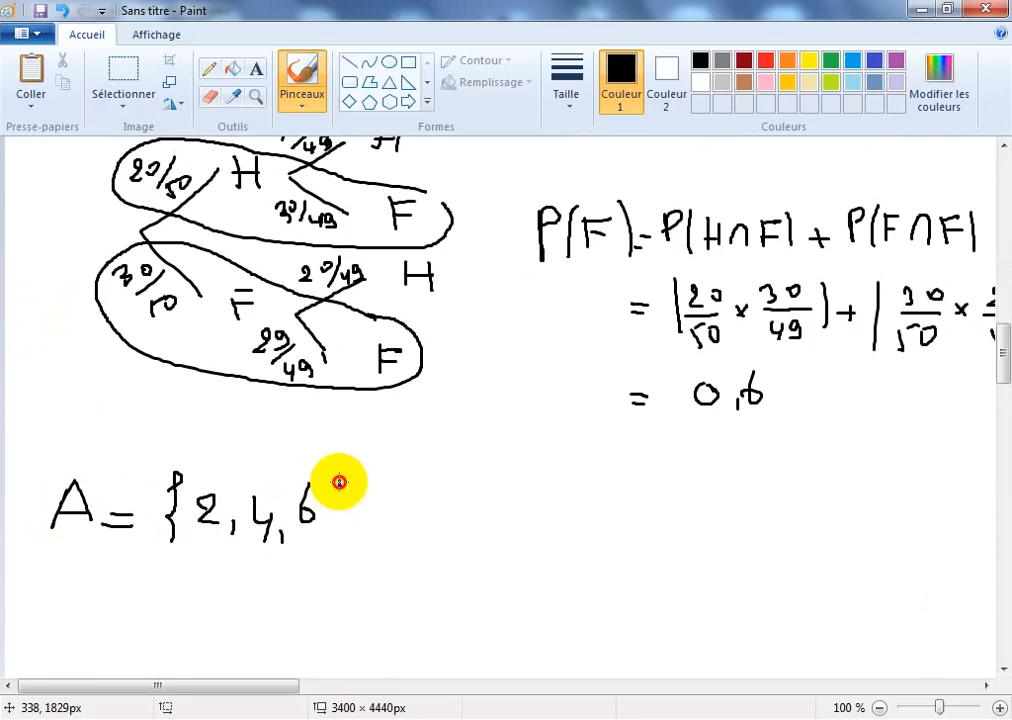 Sans titre - Paint
Accueil Affichage
Coller Sélectionner Pinceaux Contour Remplissage Taille Couleur 1 Couleur 2 Modifier les couleurs
Presse-papiers Image Outils Formes Couleurs
20/50 H
30/49 F
P(F) = P(H∩F) + P(F∩F)
20/49 H
30/50 F
= (20/50 × 30/49) + (30/50 ×
29/49 F
= 0,6
A = {2, 4, 6
338, 1829px 3400 × 4440px 100 %